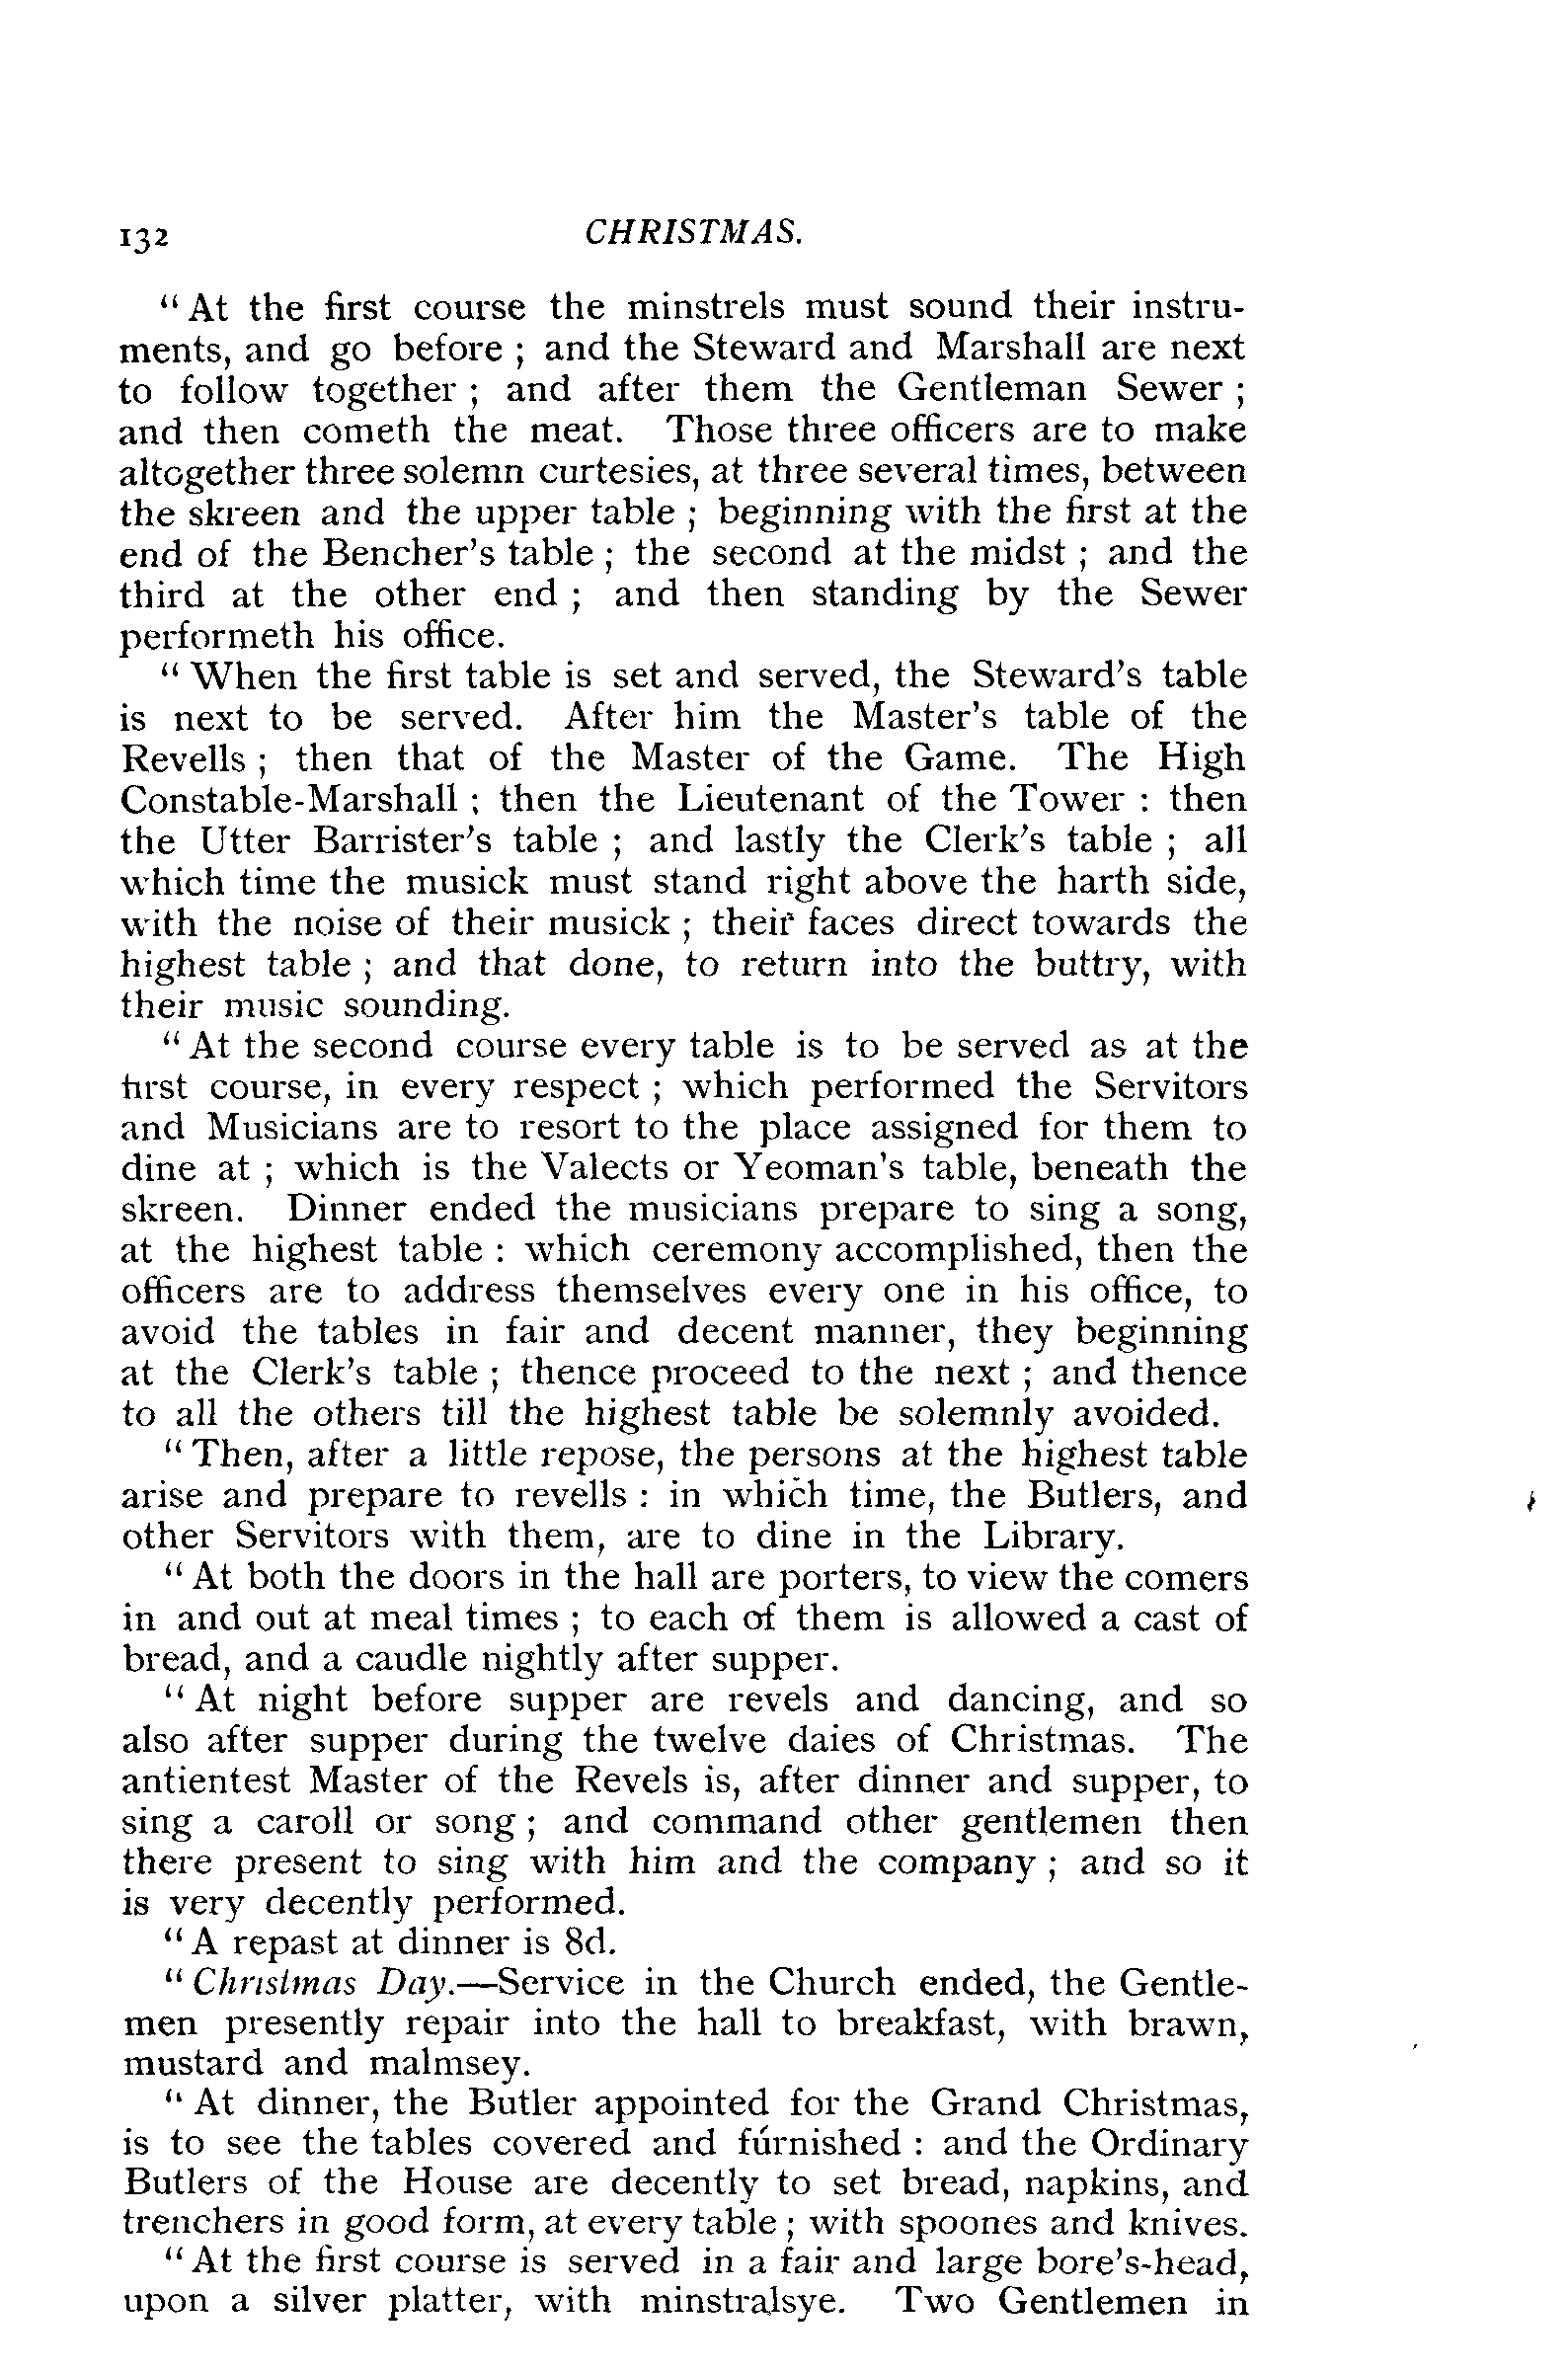 132 CHRISTMAS.
“ At the first course the minstrels must sound their instru-
ments, and go before ; and the Steward and Marshall are next
to follow together ; and after them the Gentleman Sewer ;
and then cometh the meat. Those three officers are to make
altogether three solemn curtesies, at three several times, between
the skreen and the upper table ; beginning with the first at the
end of the Bencher's table ; the second at the midst ; and the
third at the other end ; and then standing by the Sewer
performeth his office.
“ When the first table is set and served, the Steward's table
is next to be served. After him the Master's table of the
Revells ; then that of the Master of the Game. The High
Constable-Marshall ; then the Lieutenant of the Tower : then
the Utter Barrister's table ; and lastly the Clerk's table ; all
which time the musick must stand right above the harth side,
with the noise of their musick ; their faces direct towards the
highest table ; and that done, to return into the buttry, with
their music sounding.
“ At the second course every table is to be served as at the
first course, in every respect ; which performed the Servitors
and Musicians are to resort to the place assigned for them to
dine at ; which is the Valects or Yeoman's table, beneath the
skreen. Dinner ended the musicians prepare to sing a song,
at the highest table : which ceremony accomplished, then the
officers are to address themselves every one in his office, to
avoid the tables in fair and decent manner, they beginning
at the Clerk's table ; thence proceed to the next ; and thence
to all the others till the highest table be solemnly avoided.
“ Then, after a little repose, the persons at the highest table
arise and prepare to revells : in which time, the Butlers, and
other Servitors with them, are to dine in the Library.
“ At both the doors in the hall are porters, to view the comers
in and out at meal times ; to each of them is allowed a cast of
bread, and a caudle nightly after supper.
“ At night before supper are revels and dancing, and so
also after supper during the twelve daies of Christmas. The
antientest Master of the Revels is, after dinner and supper, to
sing a caroll or song ; and command other gentlemen then
there present to sing with him and the company ; and so it
is very decently performed.
“ A repast at dinner is 8d.
“ Christmas Day.—Service in the Church ended, the Gentle-
men presently repair into the hall to breakfast, with brawn,
mustard and malmsey.
“ At dinner, the Butler appointed for the Grand Christmas,
is to see the tables covered and furnished : and the Ordinary
Butlers of the House are decently to set bread, napkins, and
trenchers in good form, at every table ; with spoones and knives.
“ At the first course is served in a fair and large bore's-head,
upon a silver platter, with minstralsye. Two Gentlemen in